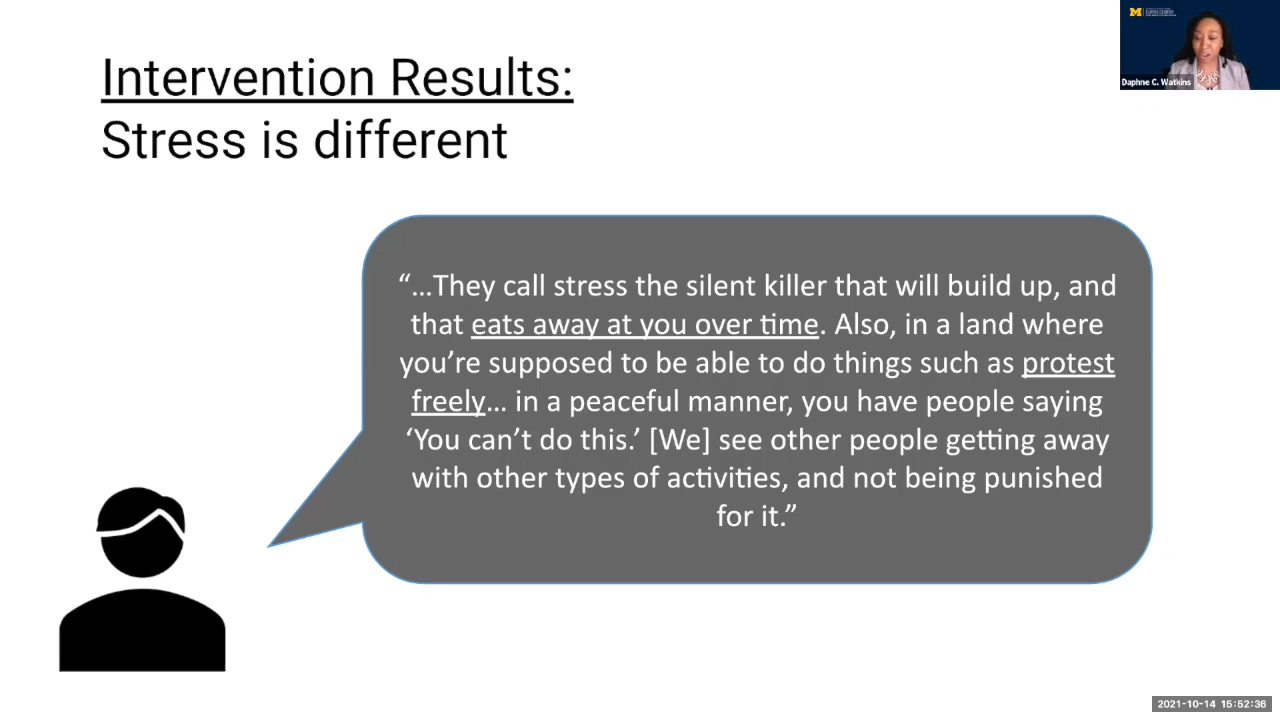 Intervention Results:
Stress is different
“…They call stress the silent killer that will build up, and
that eats away at you over time. Also, in a land where
you’re supposed to be able to do things such as protest
freely… in a peaceful manner, you have people saying
‘You can’t do this.’ [We] see other people getting away
with other types of activities, and not being punished
for it.”
M
Daphne C. Watkins
2021-10-14 15:52:36